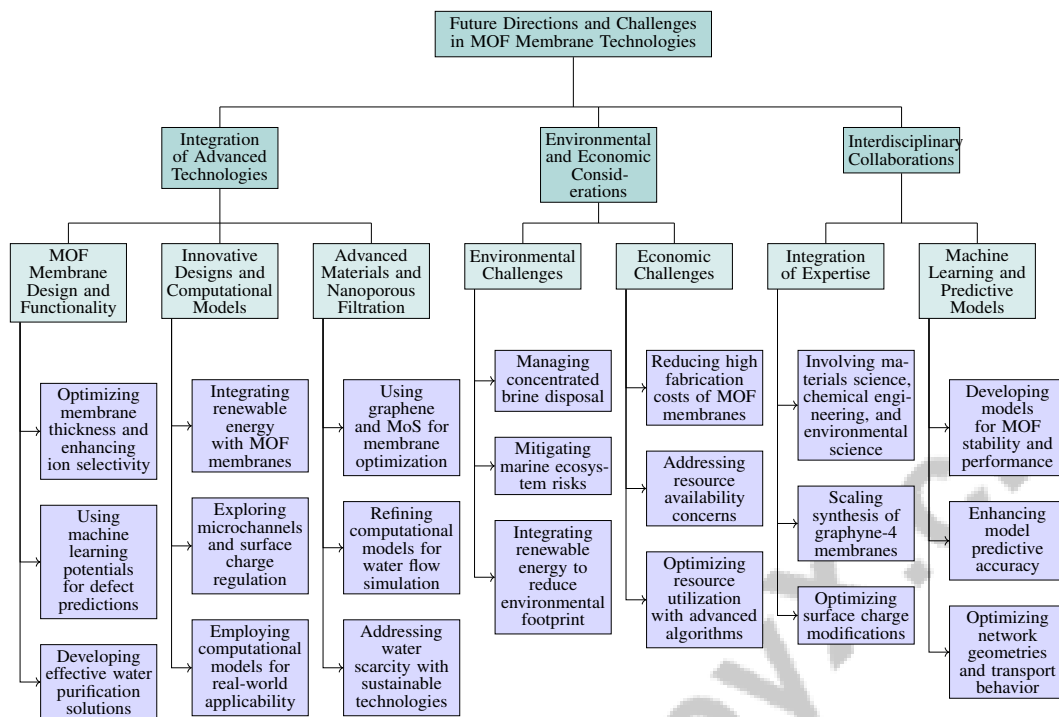 Future Directions and Challenges
in MOF Membrane Technologies
Integration
of Advanced
Technologies
Environmental
and Economic
Consid-
erations
Interdisciplinary
Collaborations
MOF
Membrane
Design and
Functionality
Innovative
Designs and
Computational
Models
Advanced
Materials and
Nanoporous
Filtration
Environmental
Challenges
Economic
Challenges
Integration
of Expertise
Machine
Learning and
Predictive
Models
Optimizing
membrane
thickness and
enhancing
ion selectivity
Using
machine
learning
potentials
for defect
predictions
Developing
effective water
purification
solutions
Integrating
renewable
energy
with MOF
membranes
Exploring
microchannels
and surface
charge
regulation
Employing
computational
models for
real-world
applicability
Using
graphene
and MoS for
membrane
optimization
Refining
computational
models for
water flow
simulation
Addressing
water
scarcity with
sustainable
technologies
Managing
concentrated
brine disposal
Mitigating
marine ecosys-
tem risks
Integrating
renewable
energy to
reduce
environmental
footprint
Reducing high
fabrication
costs of MOF
membranes
Addressing
resource
availability
concerns
Optimizing
resource
utilization
with advanced
algorithms
Involving ma-
terials science,
chemical engi-
neering, and
environmental
science
Scaling
synthesis of
graphyne-4
membranes
Optimizing
surface charge
modifications
Developing
models
for MOF
stability and
performance
Enhancing
model
predictive
accuracy
Optimizing
network
geometries
and transport
behavior